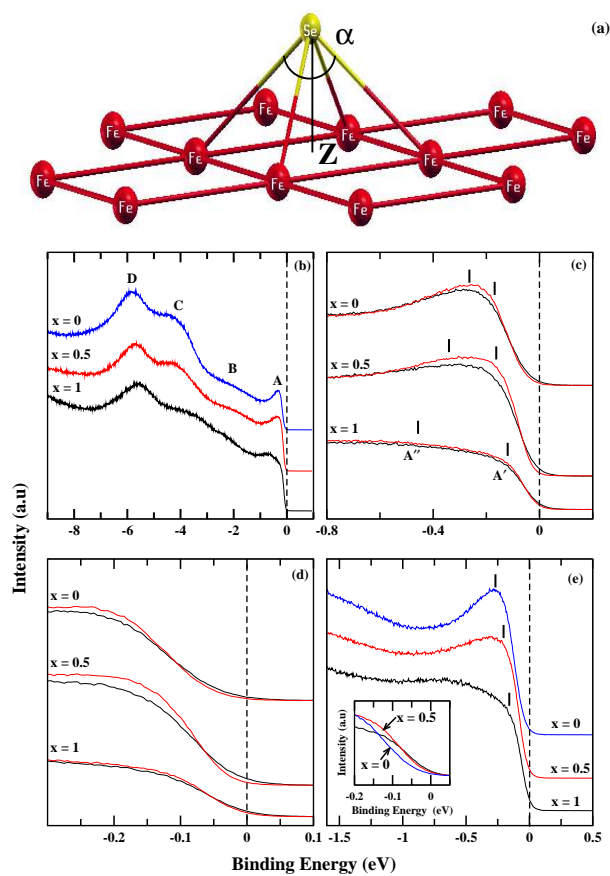 (a)
Se
α
Fe Fe
Fe Fe Fe
Fe Fe
Z
Fe Fe Fe
Fe Fe
Intensity (a.u)
(b)
D
C
B
A
x = 0
x = 0.5
x = 1
-8 -6 -4 -2 0
(c)
x = 0
x = 0.5
x = 1
A′′ A′
-0.8 -0.4 0
(d)
x = 0
x = 0.5
x = 1
-0.2 -0.1 0 0.1
(e)
x = 0
x = 0.5
x = 1
Intensity (a.u)
x = 0.5
x = 0
-0.2 -0.1 0
Binding Energy (eV)
-1.5 -1 -0.5 0 0.5
Binding Energy (eV)